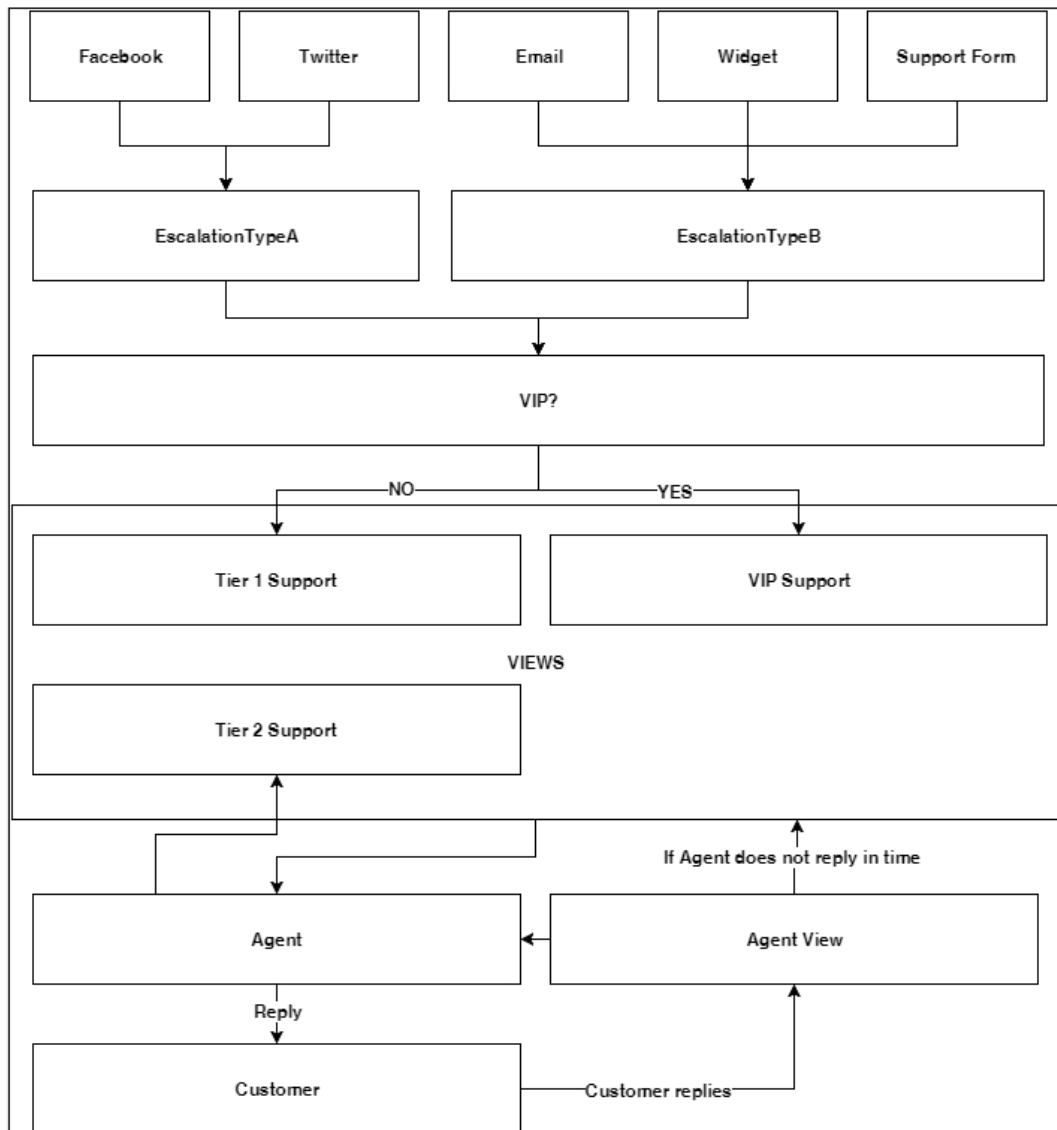 Facebook
Twitter
Email
Widget
Support Form
EscalationTypeA
EscalationTypeB
VIP?
NO
YES
Tier 1 Support
VIP Support
VIEWS
Tier 2 Support
If Agent does not reply in time
Agent
Agent View
Reply
Customer
Customer replies